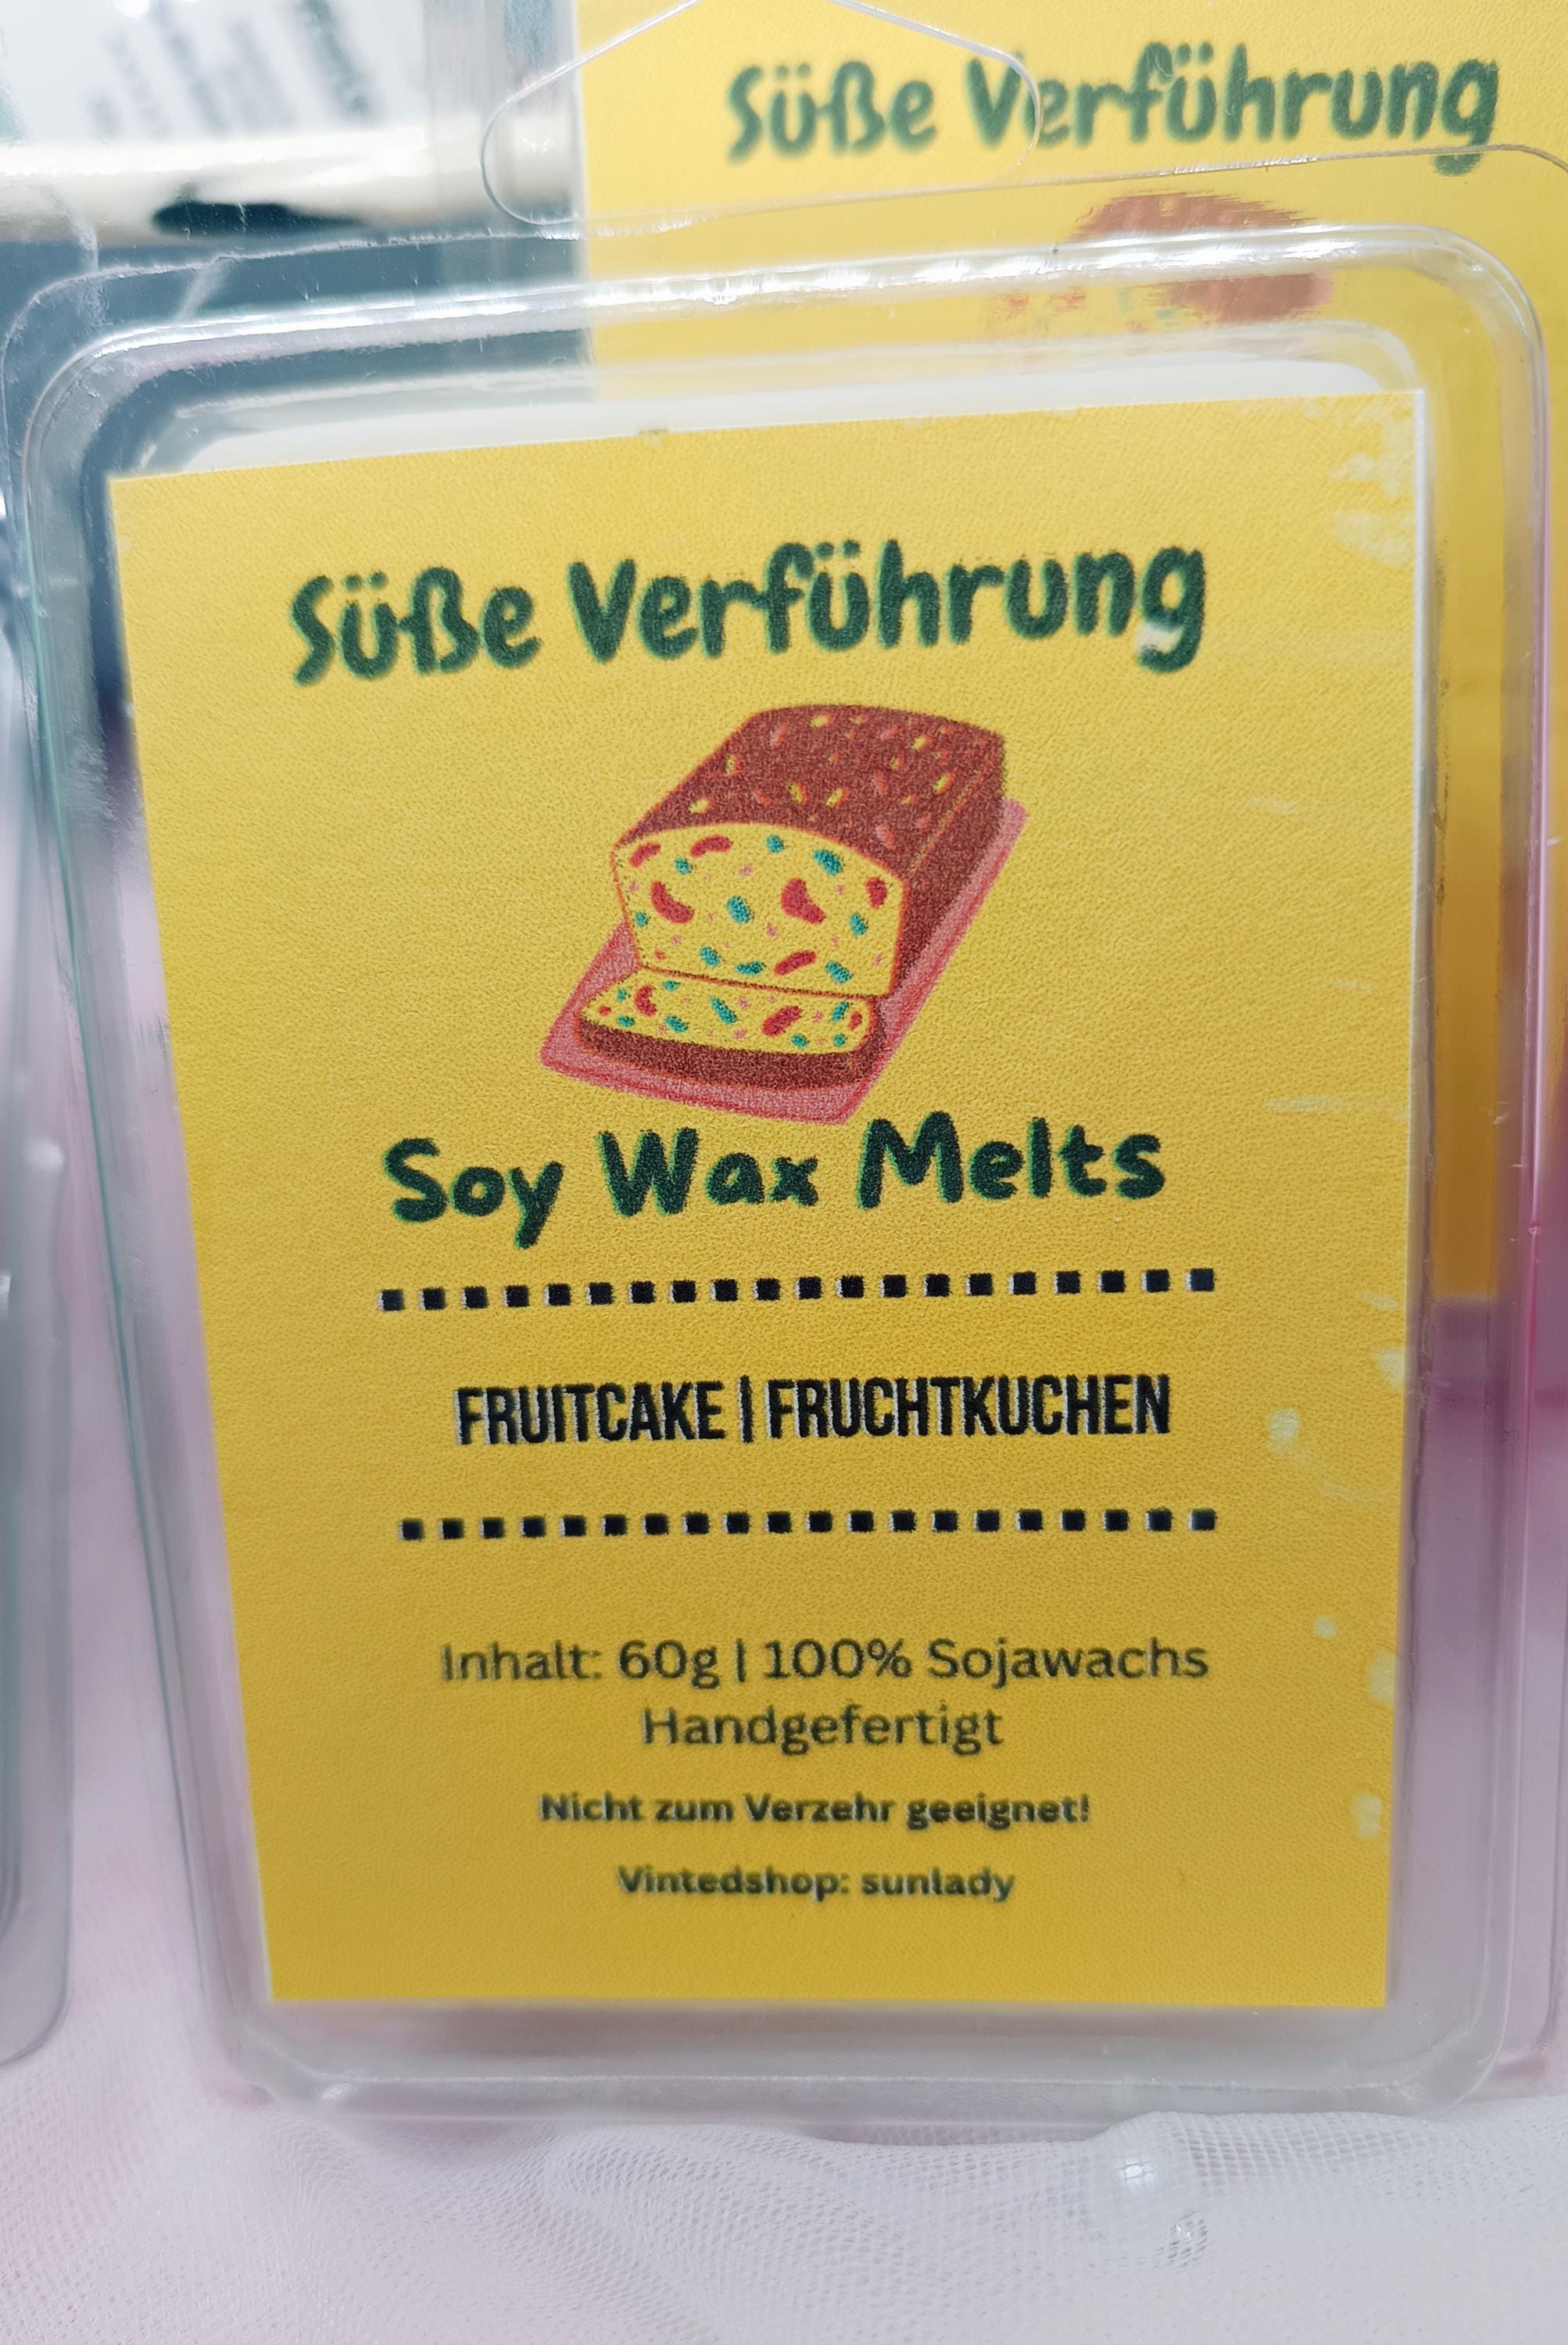 Süße Verführung
Süße Verführung
Soy Wax Melts
FRUITCAKE | FRUCHTKUCHEN
Inhalt: 60g | 100% Sojawachs
Handgefertigt
Nicht zum Verzehr geeignet!
Vintedshop: sunlady